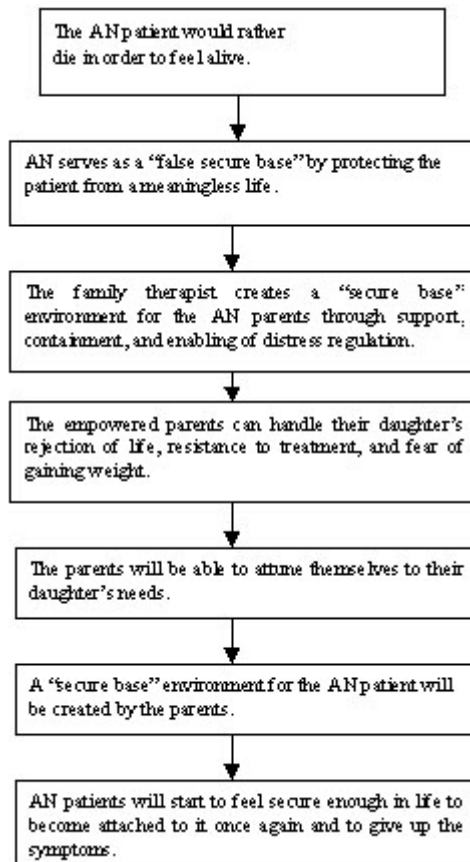 The AN patient would rather
die in order to feel alive.
AN serves as a “false secure base” by protecting the
patient from a meaningless life.
The family therapist creates a “secure base”
environment for the AN parents through support,
containment, and enabling of distress regulation.
The empowered parents can handle their daughter’s
rejection of life, resistance to treatment, and fear of
gaining weight.
The parents will be able to attune themselves to their
daughter’s needs.
A “secure base” environment for the AN patient will
be created by the parents.
AN patients will start to feel secure enough in life to
become attached to it once again and to give up the
symptoms.